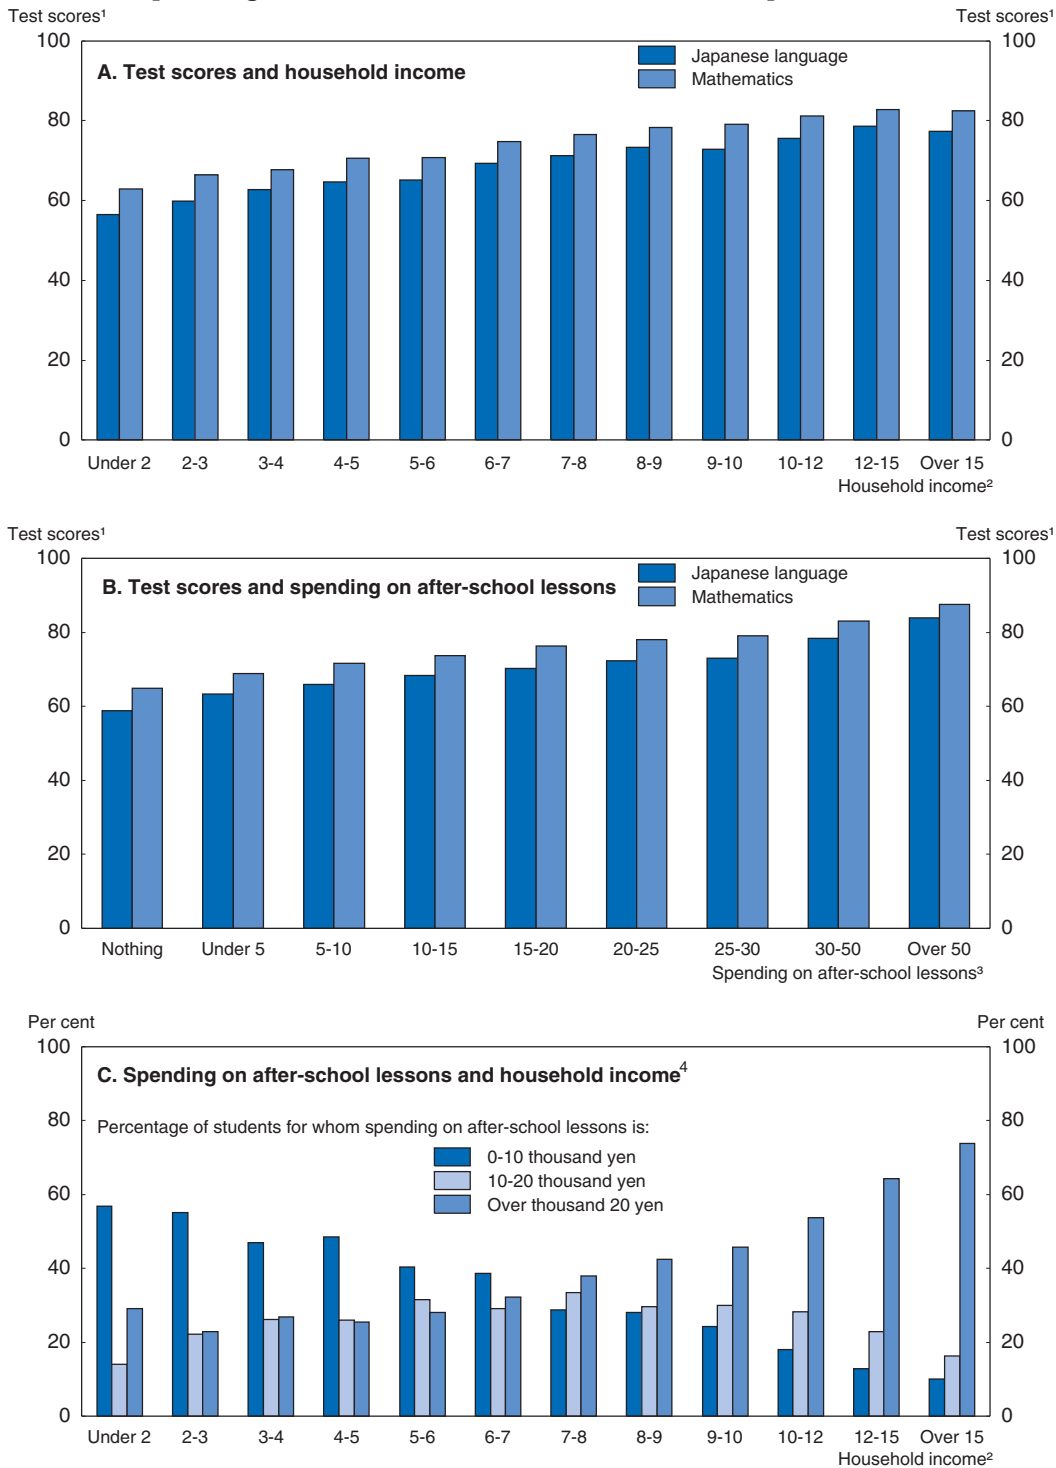 Test scores¹ Test scores¹
100 100
A. Test scores and household income
Japanese language
Mathematics
80 80
60 60
40 40
20 20
0 0
Under 2 2-3 3-4 4-5 5-6 6-7 7-8 8-9 9-10 10-12 12-15 Over 15
Household income²
Test scores¹ Test scores¹
100 100
B. Test scores and spending on after-school lessons
Japanese language
Mathematics
80 80
60 60
40 40
20 20
0 0
Nothing Under 5 5-10 10-15 15-20 20-25 25-30 30-50 Over 50
Spending on after-school lessons³
Per cent Per cent
100 100
C. Spending on after-school lessons and household income⁴
80 80
Percentage of students for whom spending on after-school lessons is:
0-10 thousand yen
10-20 thousand yen
Over thousand 20 yen
60 60
40 40
20 20
0 0
Under 2 2-3 3-4 4-5 5-6 6-7 7-8 8-9 9-10 10-12 12-15 Over 15
Household income²